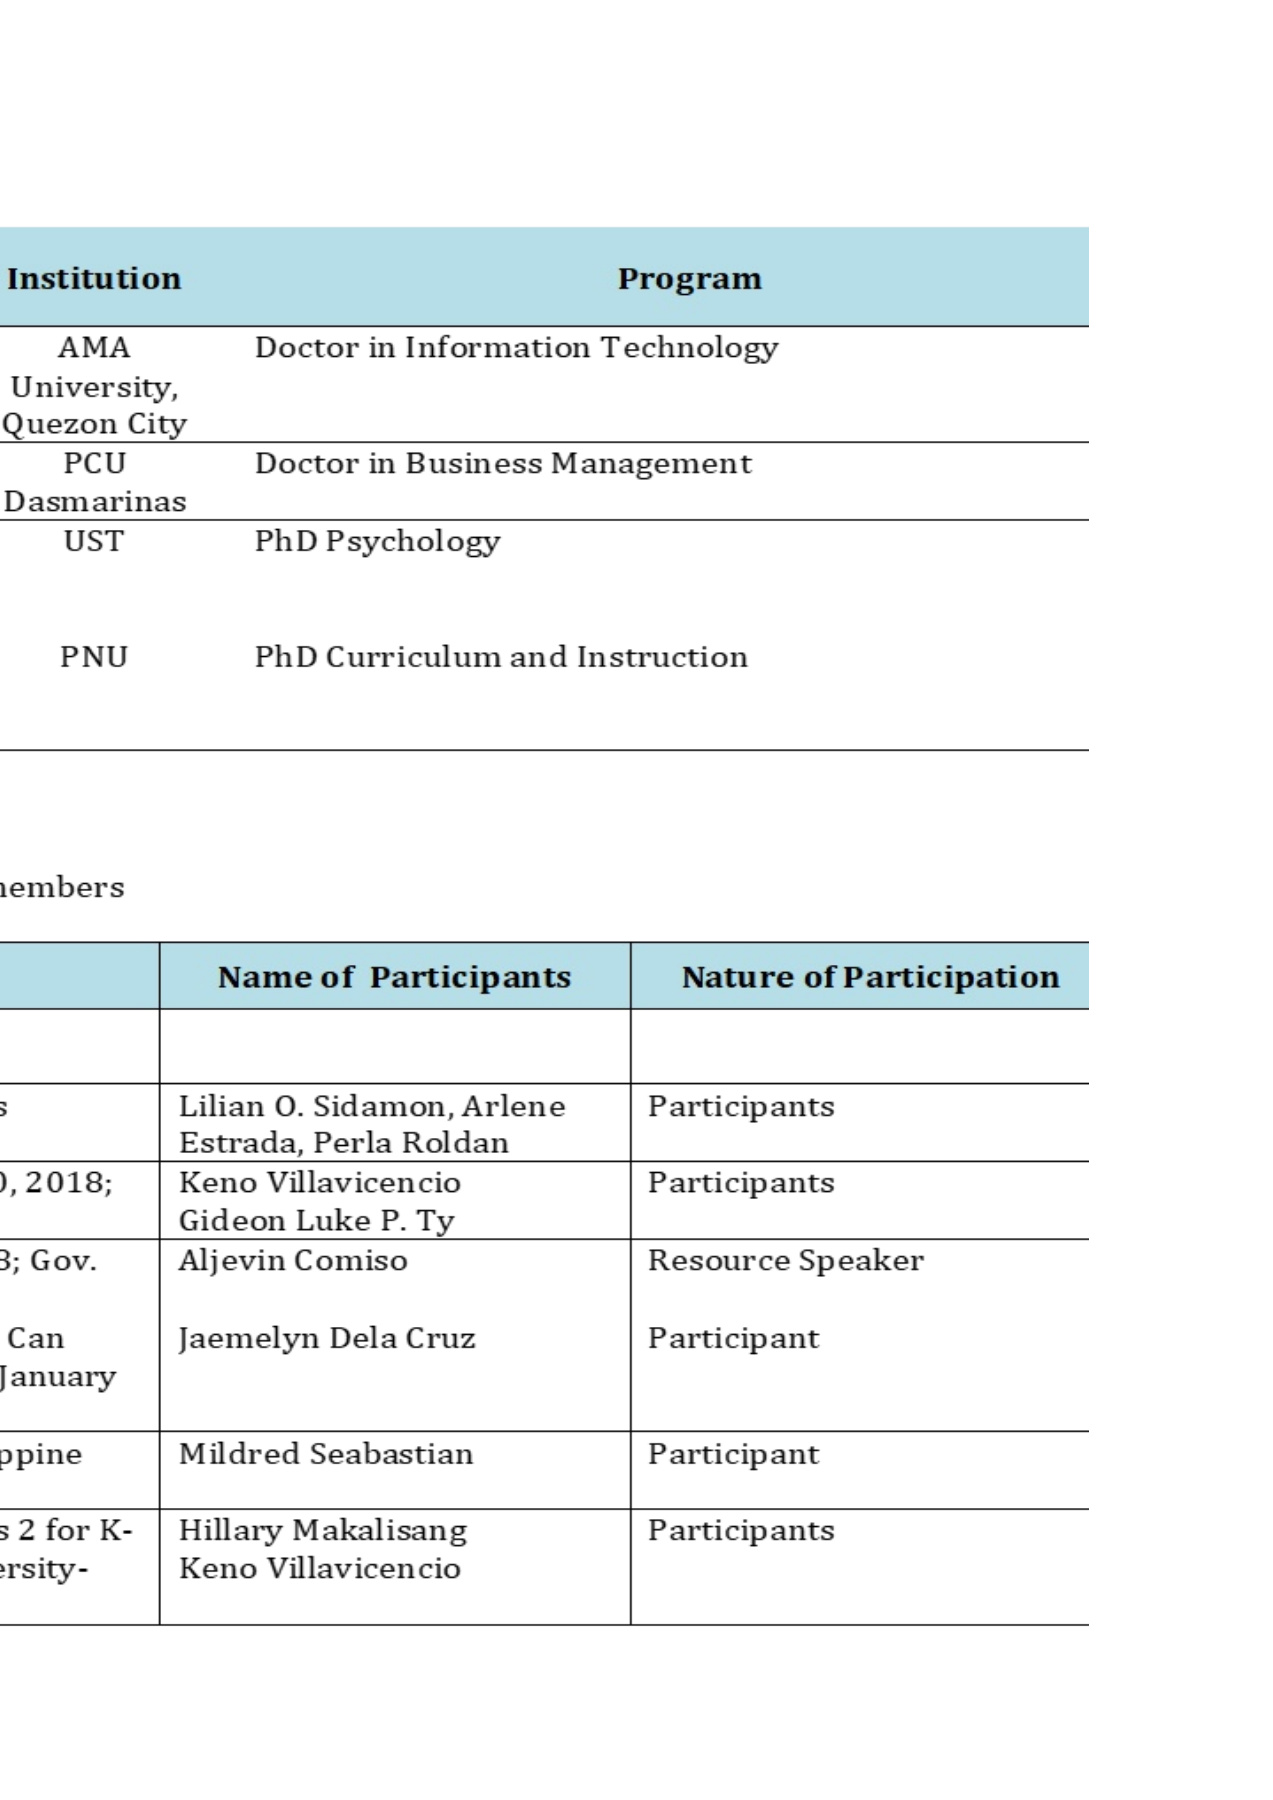 Institution Program
AMA Doctor in Information Technology
University,
Quezon City
PCU Doctor in Business Management
Dasmarinas
UST PhD Psychology
PNU PhD Curriculum and Instruction
members
Name of Participants Nature of Participation
s Lilian O. Sidamon, Arlene Participants
Estrada, Perla Roldan
0, 2018; Keno Villavicencio Participants
Gideon Luke P. Ty
8; Gov. Aljevin Comiso Resource Speaker
Can Jaemelyn Dela Cruz Participant
January
ppine Mildred Seabastian Participant
s 2 for K- Hillary Makalisang Participants
ersity- Keno Villavicencio